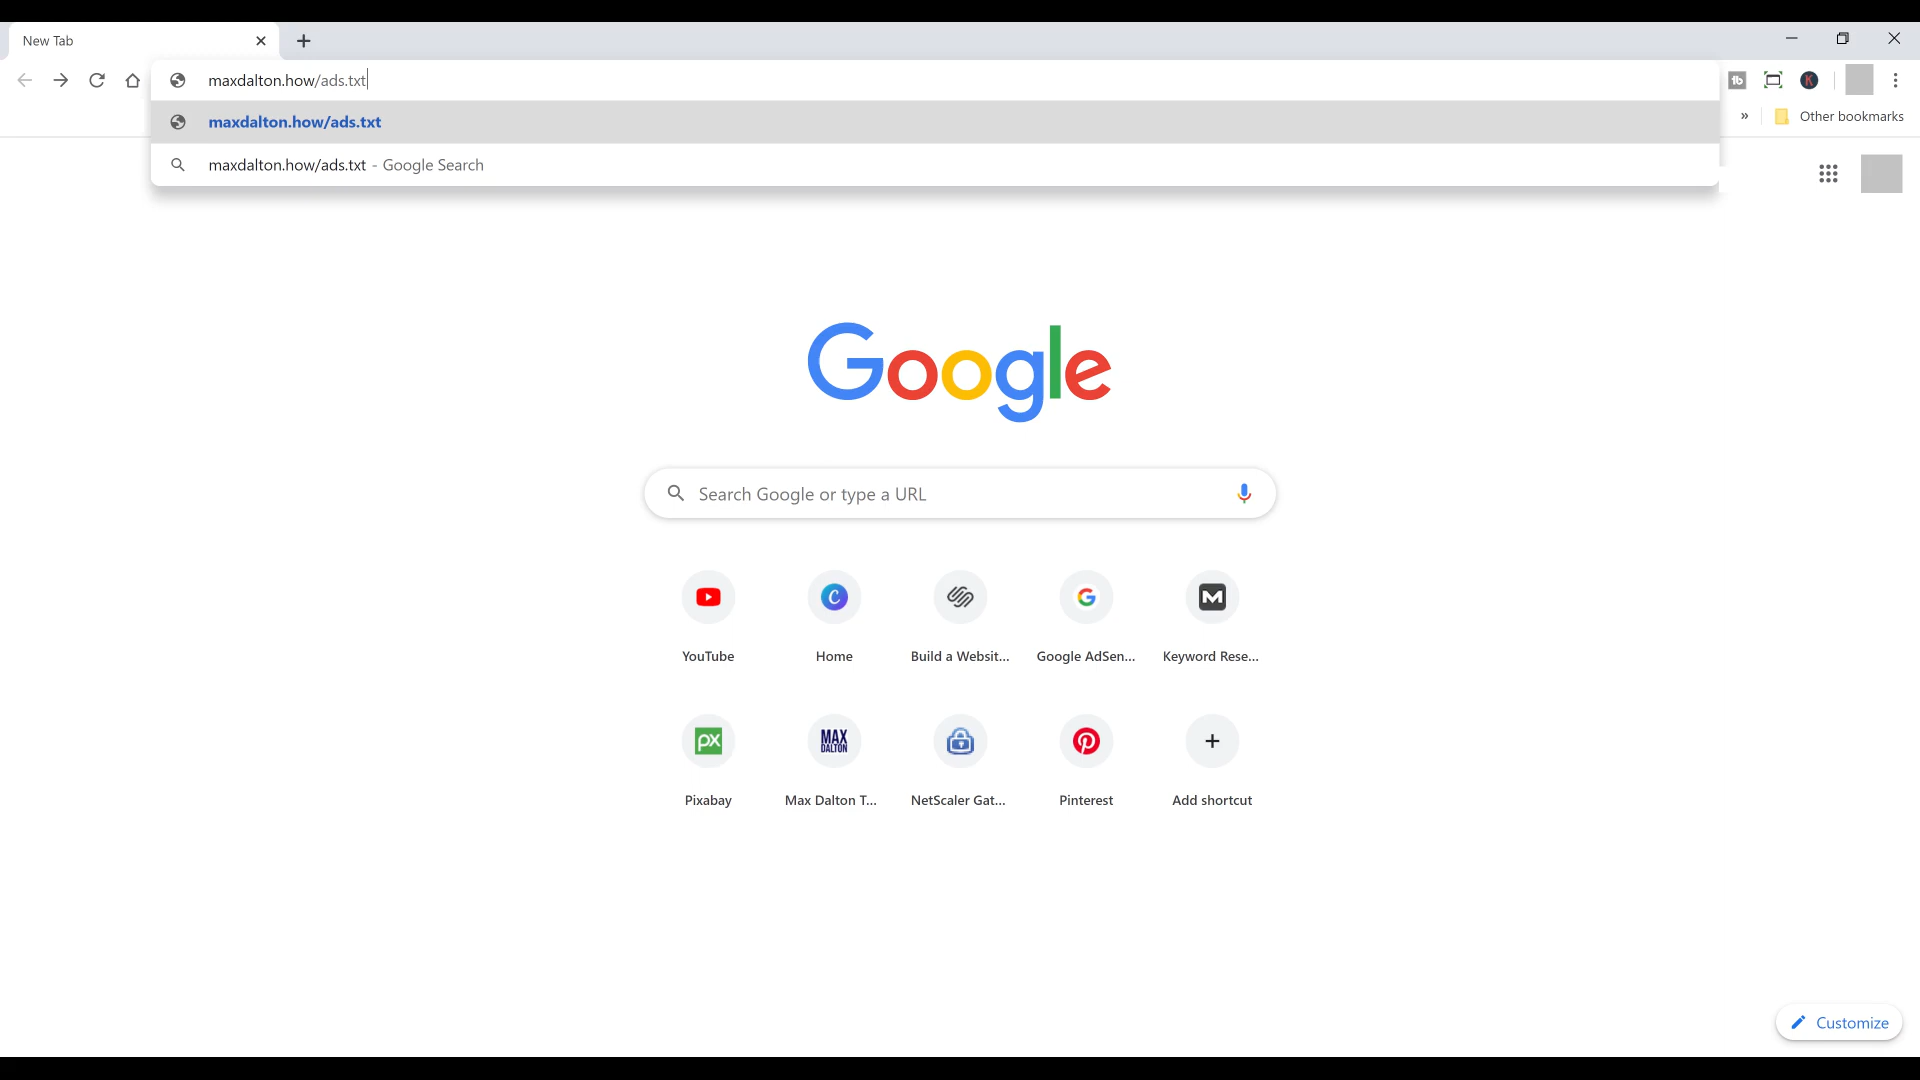 New Tab
maxdalton.how/ads.txt
maxdalton.how/ads.txt
maxdalton.how/ads.txt - Google Search
fb
K
» Other bookmarks
Google
Search Google or type a URL
C
G
M
YouTube Home Build a Websit... Google AdSen... Keyword Rese...
px
MAX
DALTON
Pixabay Max Dalton T... NetScaler Gat... Pinterest Add shortcut
Customize